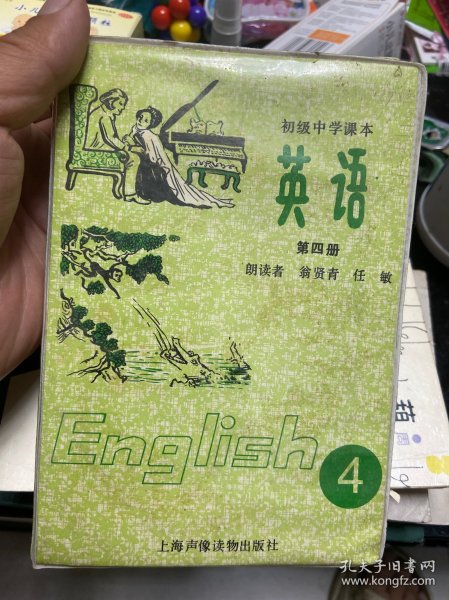 初级中学课本
英语
第四册
朗读者 翁贤青 任 敏
English
4
上海声像读物出版社
孔夫子旧书网
www.kongfz.com